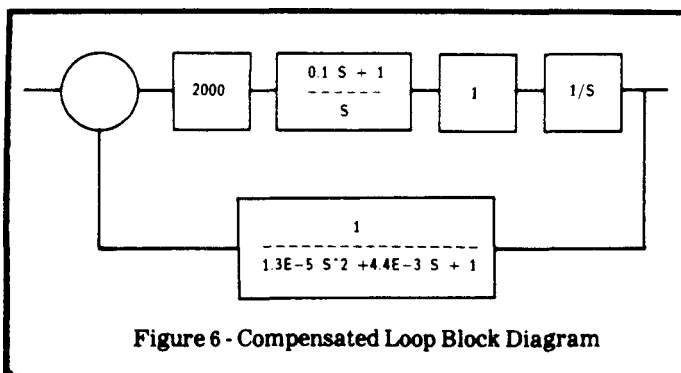 2000
0.1 S + 1
S
1
1/S
1
1.3E-5 S^2 +4.4E-3 S + 1
Figure 6 - Compensated Loop Block Diagram